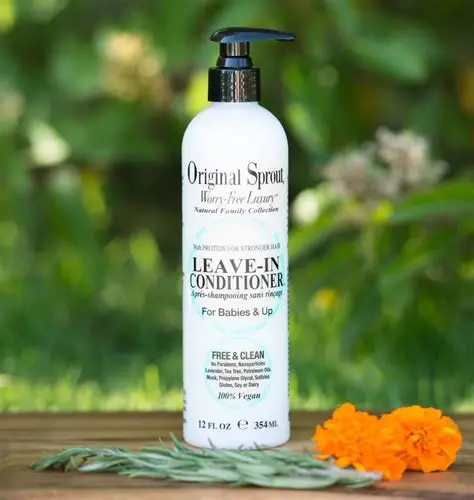 Original Sprout
Worry-Free Luxury™
Natural Family Collection
With PROTEIN FOR STRONGER HAIR
LEAVE-IN
CONDITIONER
Après-shampooing sans rinçage
For Babies & Up
FREE & CLEAN
No Parabens, Nanoparticles
Lavender, Tea Tree, Petroleum Oils
Musk, Propylene Glycol, Sulfates
Gluten, Soy or Dairy
100% Vegan
12 FL OZ ℮ 354 ML